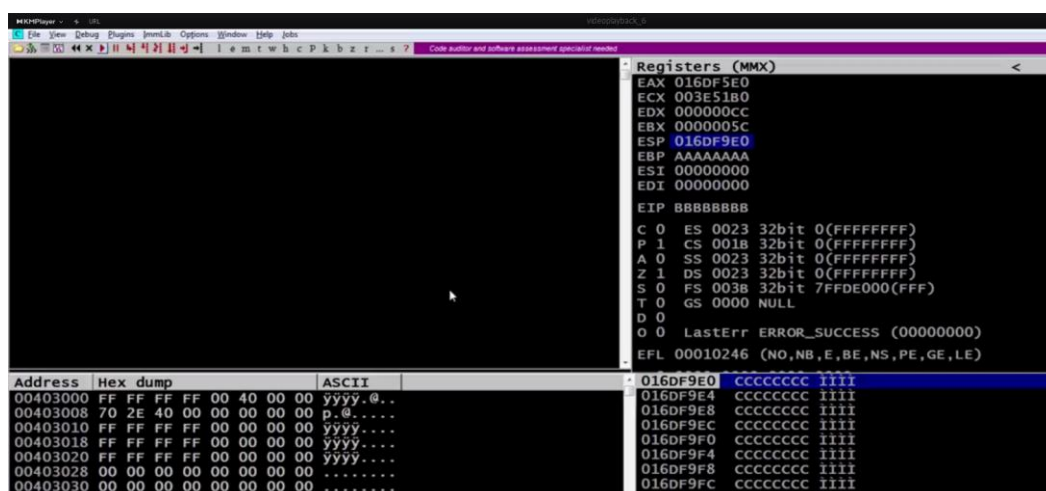 KMPlayer URL videoplayback_6
File View Debug Plugins ImmLib Options Window Help Jobs
l e m t w h c P k b z r ... s ? Code auditor and software assessment specialist needed
Registers (MMX) <
EAX 016DF5E0
ECX 003E51B0
EDX 000000CC
EBX 0000005C
ESP 016DF9E0
EBP AAAAAAAA
ESI 00000000
EDI 00000000
EIP BBBBBBBB
C 0 ES 0023 32bit 0(FFFFFFFF)
P 1 CS 001B 32bit 0(FFFFFFFF)
A 0 SS 0023 32bit 0(FFFFFFFF)
Z 1 DS 0023 32bit 0(FFFFFFFF)
S 0 FS 003B 32bit 7FFDE000(FFF)
T 0 GS 0000 NULL
D 0
O 0 LastErr ERROR_SUCCESS (00000000)
EFL 00010246 (NO,NB,E,BE,NS,PE,GE,LE)
Address Hex dump ASCII
00403000 FF FF FF FF 00 40 00 00 ÿÿÿÿ.@..
00403008 70 2E 40 00 00 00 00 00 p.@.....
00403010 FF FF FF FF 00 00 00 00 ÿÿÿÿ....
00403018 FF FF FF FF 00 00 00 00 ÿÿÿÿ....
00403020 FF FF FF FF 00 00 00 00 ÿÿÿÿ....
00403028 00 00 00 00 00 00 00 00 ........
00403030 00 00 00 00 00 00 00 00 ........
016DF9E0 CCCCCCCC ÌÌÌÌ
016DF9E4 CCCCCCCC ÌÌÌÌ
016DF9E8 CCCCCCCC ÌÌÌÌ
016DF9EC CCCCCCCC ÌÌÌÌ
016DF9F0 CCCCCCCC ÌÌÌÌ
016DF9F4 CCCCCCCC ÌÌÌÌ
016DF9F8 CCCCCCCC ÌÌÌÌ
016DF9FC CCCCCCCC ÌÌÌÌ